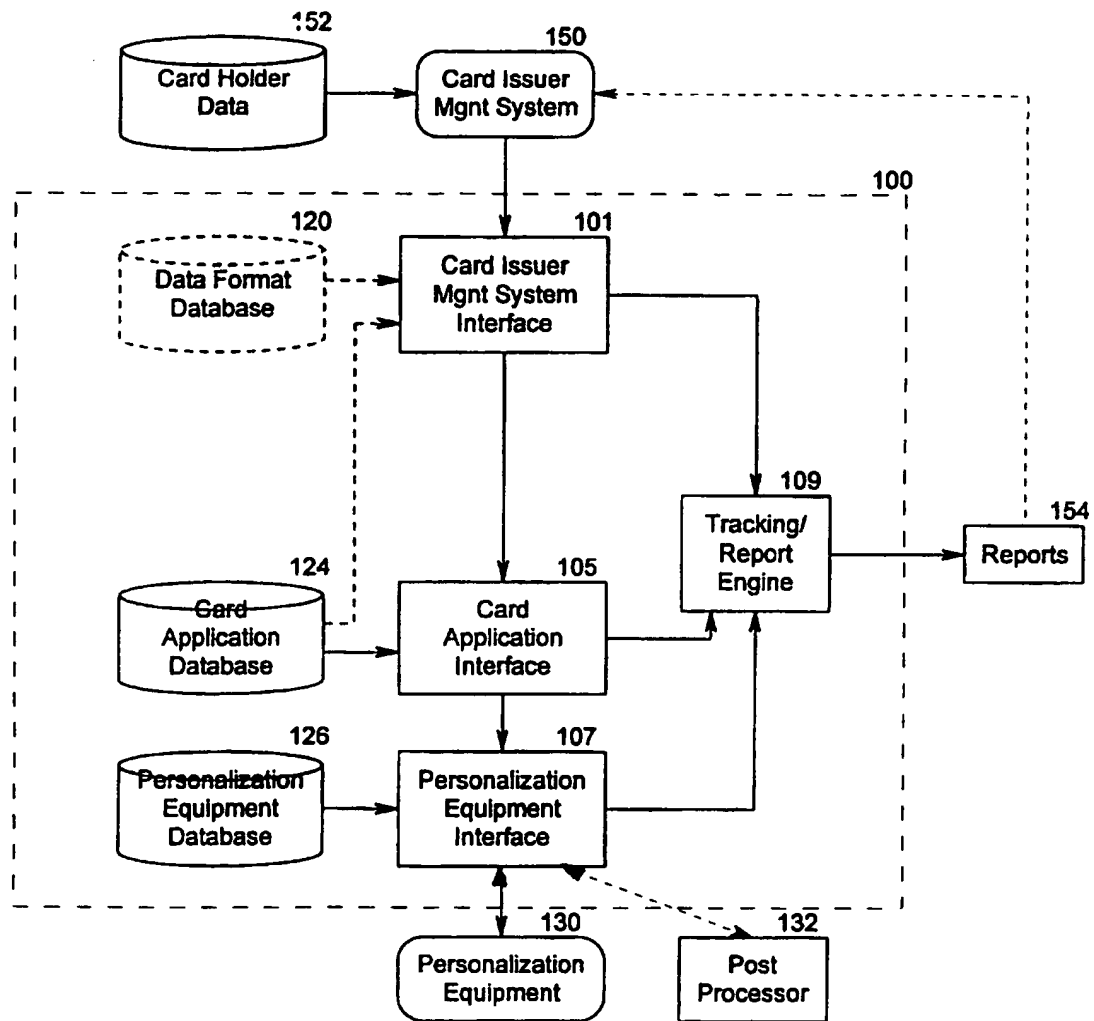 152
Card Holder
Data
150
Card Issuer
Mgnt System
100
120
Data Format
Database
101
Card Issuer
Mgnt System
Interface
109
Tracking/
Report
Engine
154
Reports
124
Card
Application
Database
105
Card
Application
Interface
126
Personalization
Equipment
Database
107
Personalization
Equipment
Interface
130
Personalization
Equipment
132
Post
Processor